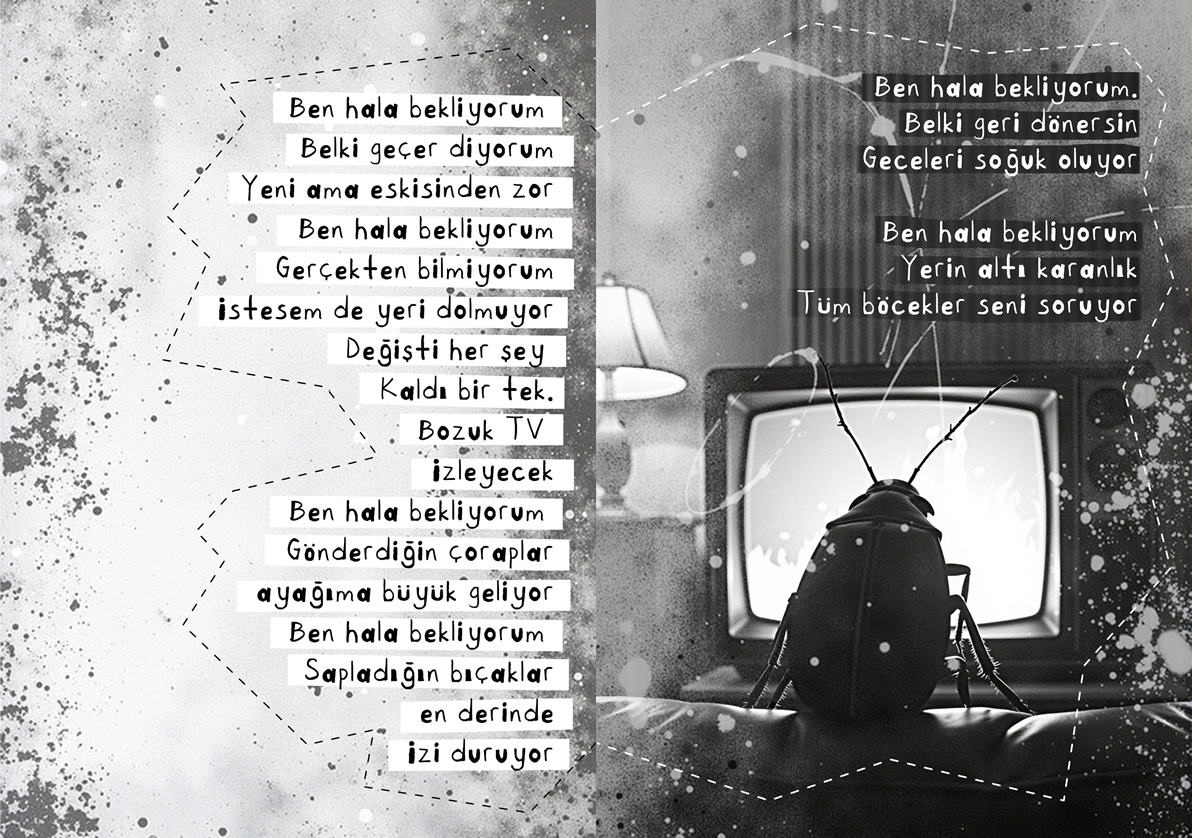 Ben hala bekliyorum
Belki geçer diyorum
Yeni ama eskisinden zor
Ben hala bekliyorum
Gerçekten bilmiyorum
istesem de yeri dolmuyor
Değişti her şey
Kaldı bir tek.
Bozuk TV
izleyecek
Ben hala bekliyorum
Gönderdiğin çoraplar
ayağıma büyük geliyor
Ben hala bekliyorum
Sapladığın bıçaklar
en derinde
izi duruyor
Ben hala bekliyorum.
Belki geri dönersin
Geceleri soğuk oluyor
Ben hala bekliyorum
Yerin altı karanlık
Tüm böcekler seni soruyor